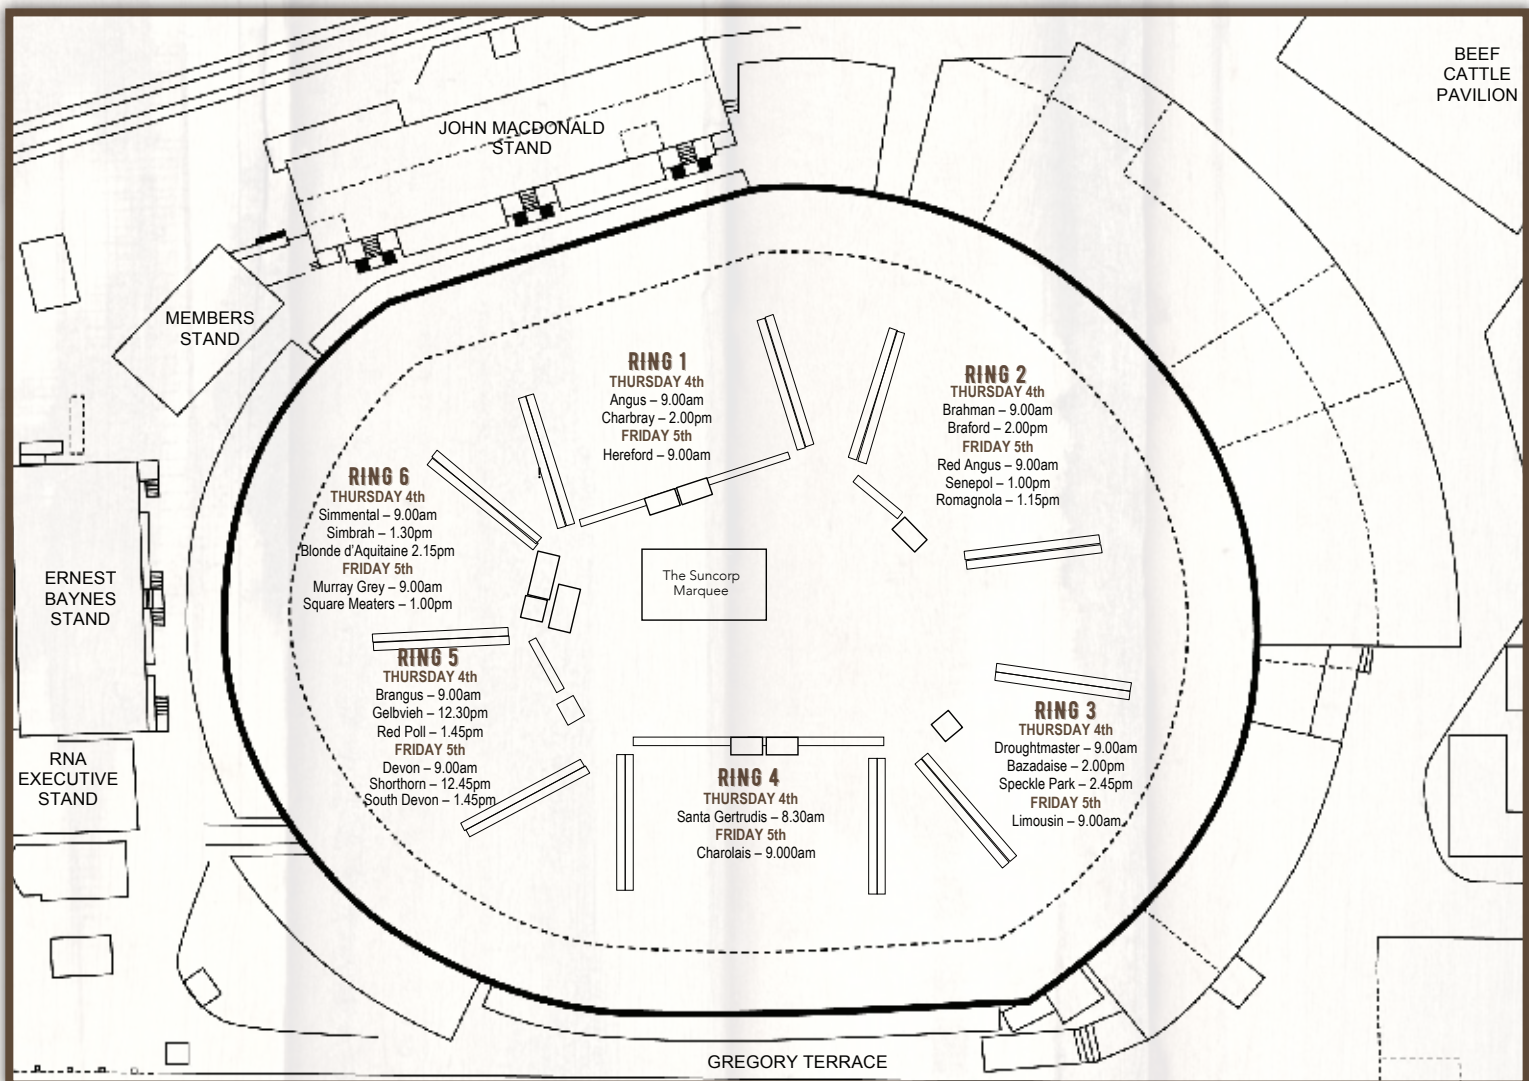 BEEF
CATTLE
PAVILION
JOHN MACDONALD
STAND
MEMBERS
STAND
RING 1
THURSDAY 4th
Angus – 9.00am
Charbray – 2.00pm
FRIDAY 5th
Hereford – 9.00am
RING 2
THURSDAY 4th
Brahman – 9.00am
Braford – 2.00pm
FRIDAY 5th
Red Angus – 9.00am
Senepol – 1.00pm
Romagnola – 1.15pm
RING 6
THURSDAY 4th
Simmental – 9.00am
Simbrah – 1.30pm
Blonde d'Aquitaine 2.15pm
FRIDAY 5th
Murray Grey – 9.00am
Square Meaters – 1.00pm
The Suncorp
Marquee
ERNEST
BAYNES
STAND
RING 5
THURSDAY 4th
Brangus – 9.00am
Gelbvieh – 12.30pm
Red Poll – 1.45pm
FRIDAY 5th
Devon – 9.00am
Shorthorn – 12.45pm
South Devon – 1.45pm
RING 3
THURSDAY 4th
Droughtmaster – 9.00am
Bazadaise – 2.00pm
Speckle Park – 2.45pm
FRIDAY 5th
Limousin – 9.00am
RNA
EXECUTIVE
STAND
RING 4
THURSDAY 4th
Santa Gertrudis – 8.30am
FRIDAY 5th
Charolais – 9.000am
GREGORY TERRACE